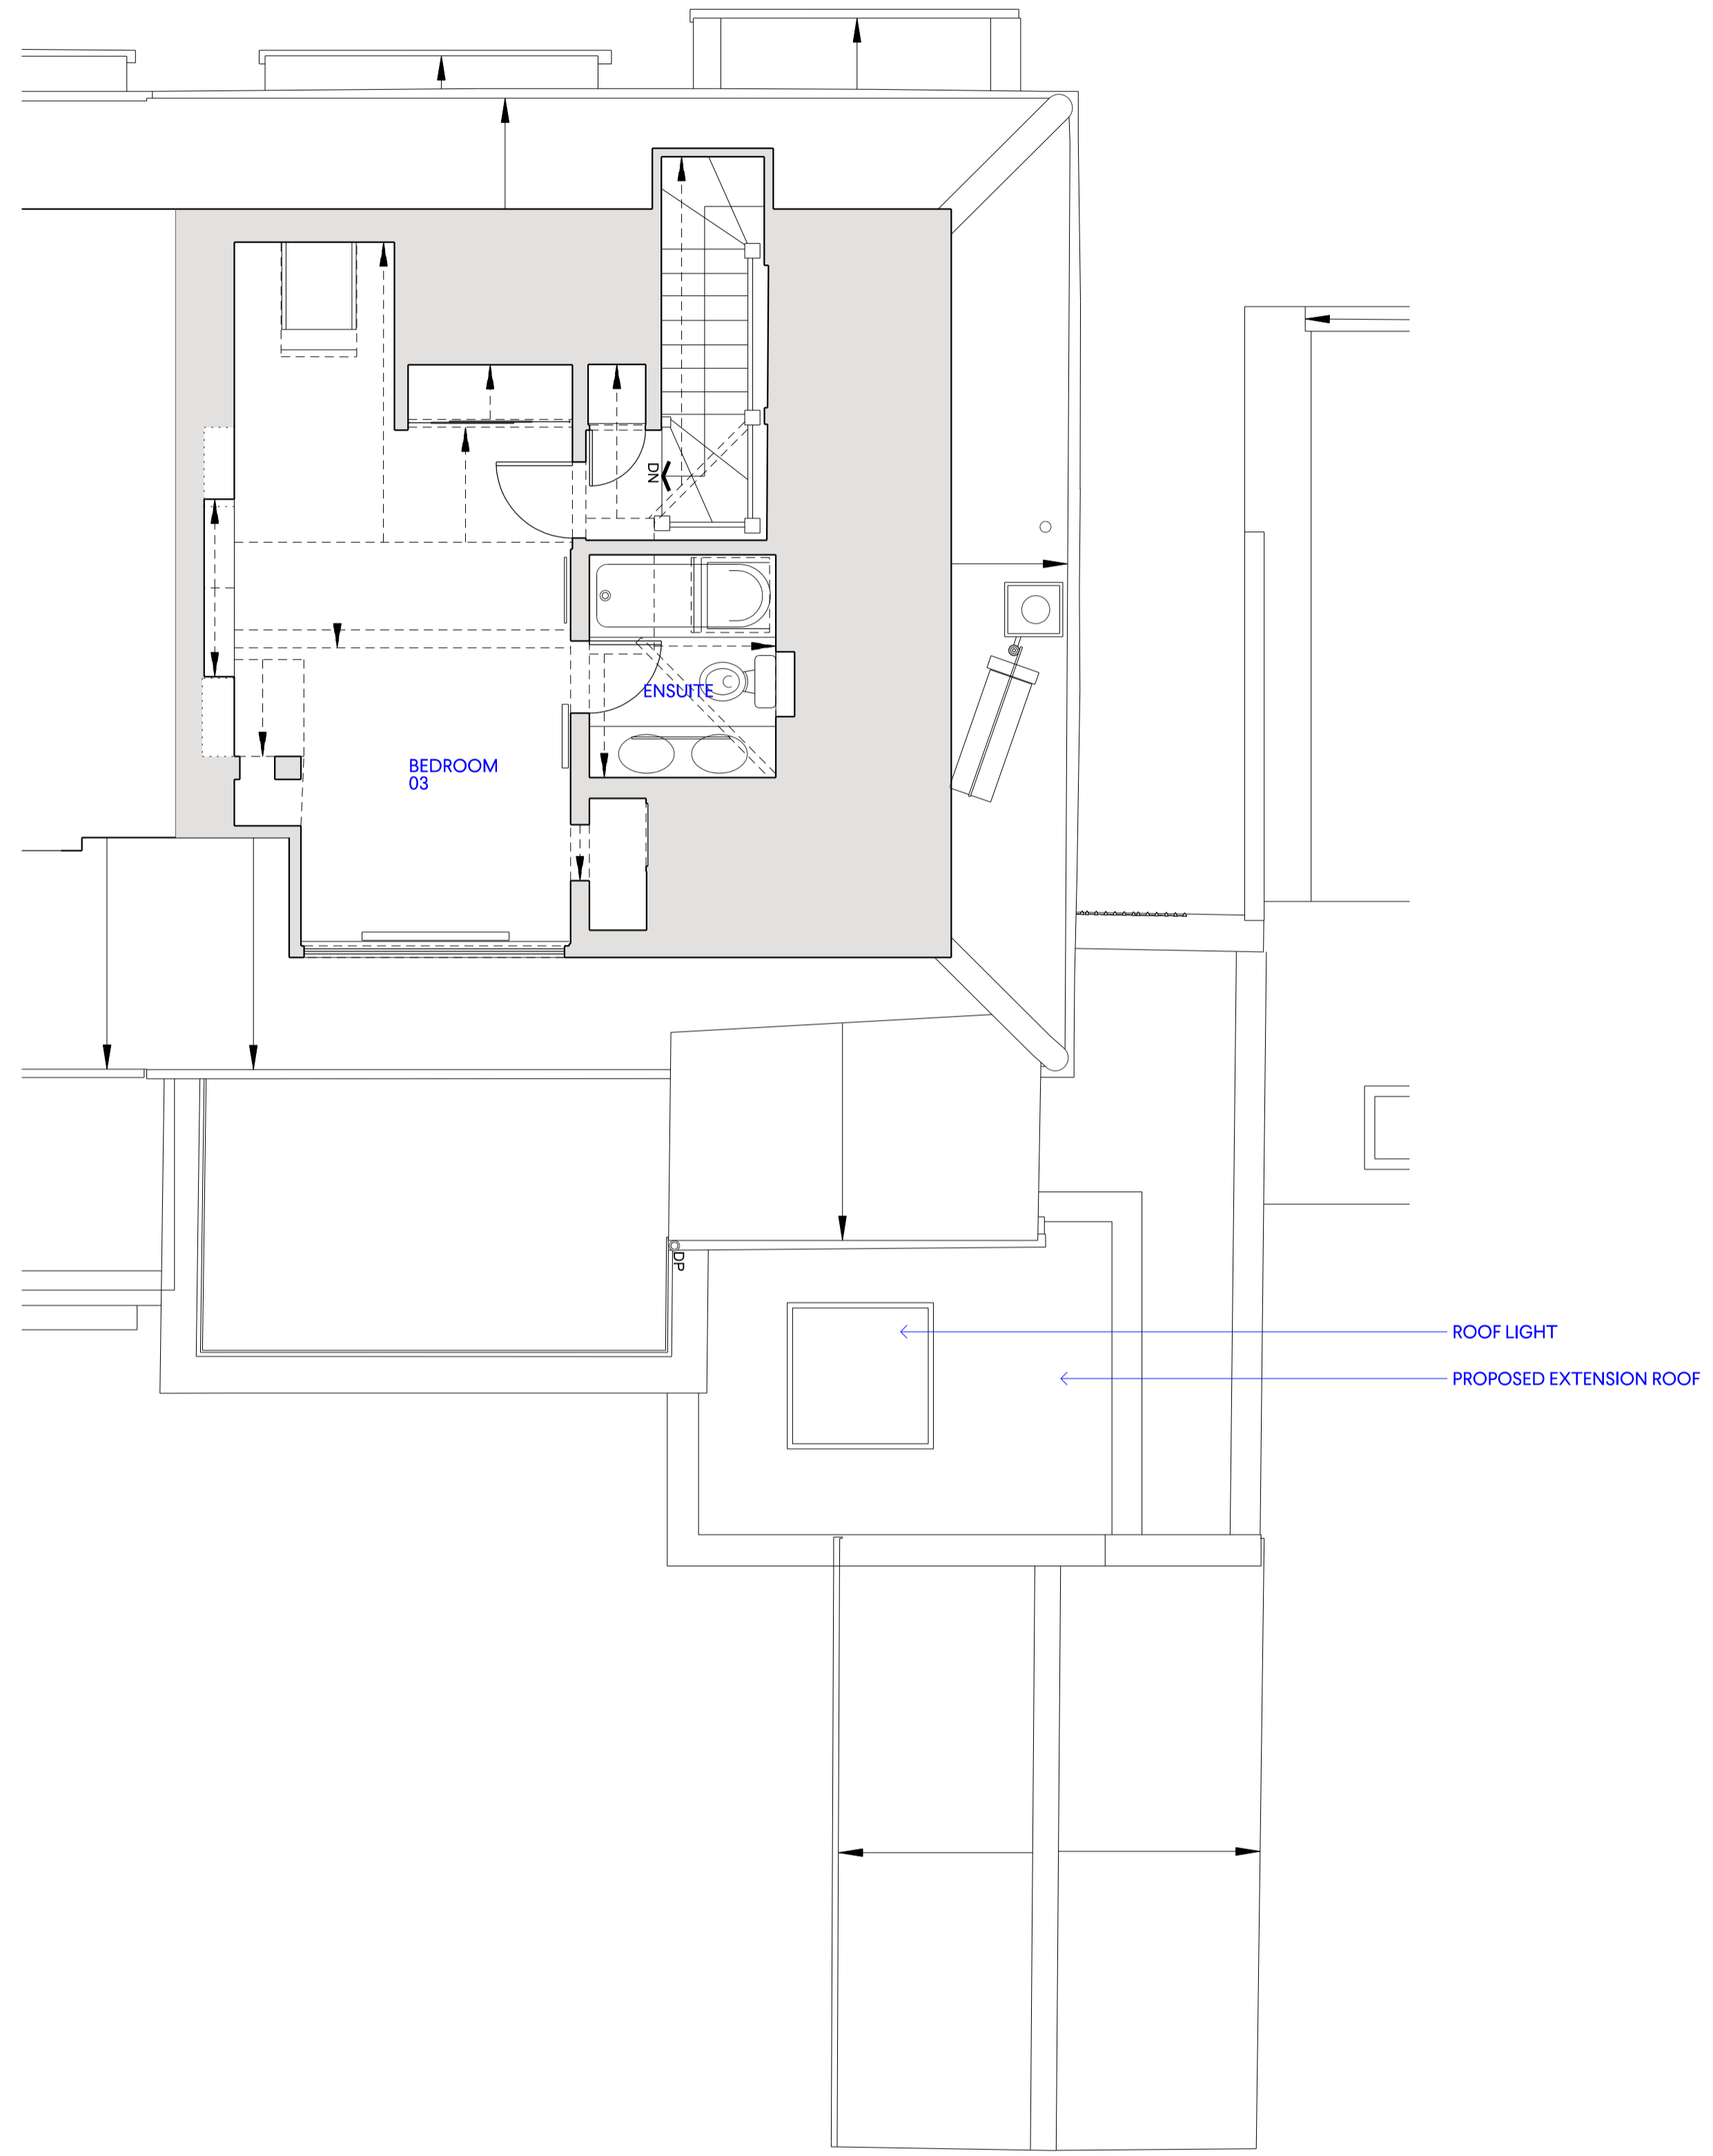 DN
ENSUITE
BEDROOM
03
DP
ROOF LIGHT
PROPOSED EXTENSION ROOF